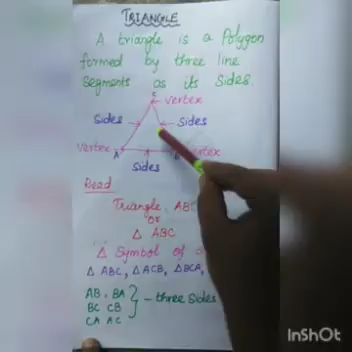 TRIANGLE
A triangle is a Polygon
formed by three line
Segments as its Sides.
C
Vertex
Sides
Sides
Vertex
A
Vertex
Sides
Read
Triangle ABC
or
Δ ABC
Δ Symbol of
Δ ABC, Δ ACB, Δ BCA,
AB, BA
BC CB
CA AC
- three Sides
InShOt